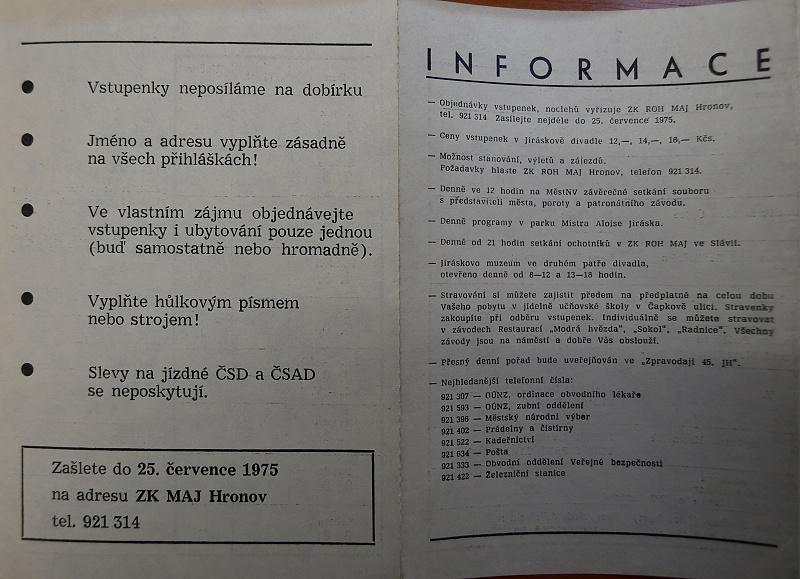 ● Vstupenky neposíláme na dobírku
● Jméno a adresu vyplňte zásadně
na všech přihláškách!
● Ve vlastním zájmu objednávejte
vstupenky i ubytování pouze jednou
(buď samostatně nebo hromadně).
● Vyplňte hůlkovým písmem
nebo strojem!
● Slevy na jízdné ČSD a ČSAD
se neposkytují.
Zašlete do 25. července 1975
na adresu ZK MAJ Hronov
tel. 921 314
INFORMACE
— Objednávky vstupenek, noclehů vyřizuje ZK ROH MAJ Hronov,
tel. 921 314 Zasílejte nejdéle do 25. července 1975.
— Ceny vstupenek v Jiráskově divadle 12,—, 14,—, 16,— Kčs.
— Možnost stanování, výletů a zájezdů.
Požadavky hlaste ZK ROH MAJ Hronov, telefon 921 314.
— Denně ve 12 hodin na MěstNV závěrečné setkání souboru
s představiteli města, poroty a patronátního závodu.
— Denně programy v parku Mistra Aloise Jiráska.
— Denně od 21 hodin setkání ochotníků v ZK ROH MAJ ve Slávii.
— Jiráskovo muzeum ve druhém patře divadla,
otevřeno denně od 8—12 a 13—18 hodin.
— Stravování si můžete zajistit předem na předplatné na celou dobu
Vašeho pobytu v jídelně učňovské školy v Čapkově ulici. Stravenky
zakoupíte při odběru vstupenek. Individuálně se můžete stravovat
v závodech Restaurací „Modrá hvězda", „Sokol", „Radnice". Všechny
závody jsou na náměstí a dobře Vás obslouží.
— Přesný denní pořad bude uveřejňován ve „Zpravodaji 45. JH".
— Nejhledanější telefonní čísla:
921 307 — OÚNZ, ordinace obvodního lékaře
921 593 — OÚNZ, zubní oddělení
921 396 — Městský národní výbor
921 402 — Prádelny a čistírny
921 522 — Kadeřnictví
921 634 — Pošta
921 333 — Obvodní oddělení Veřejné bezpečnosti
921 422 — Železniční stanice